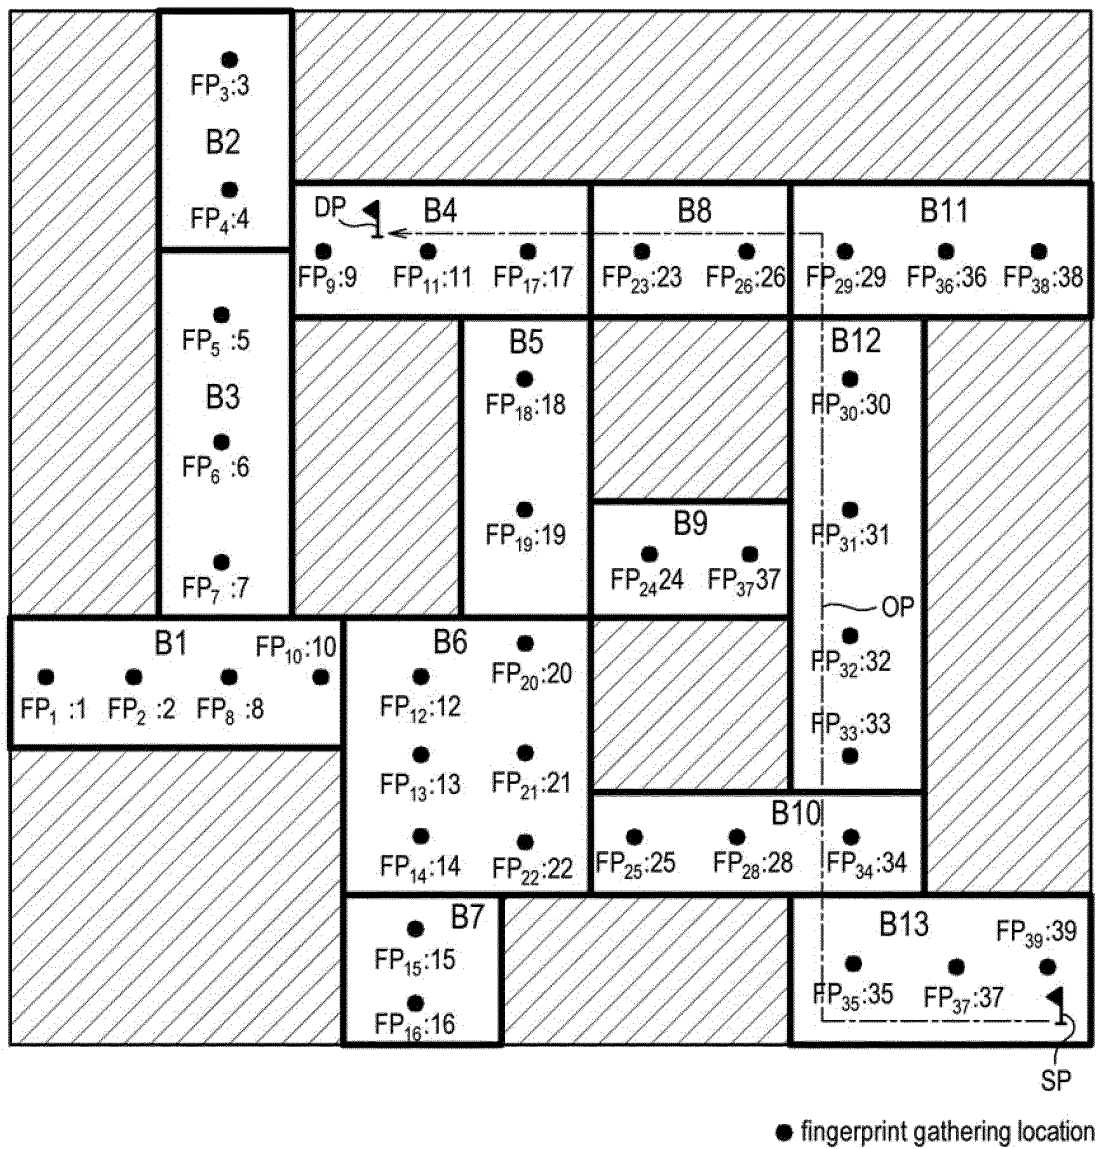 FP3:3
B2
FP4:4
DP
B4
B8
B11
FP9:9
FP11:11
FP17:17
FP23:23
FP26:26
FP29:29
FP36:36
FP38:38
FP5 :5
B5
B12
B3
FP18:18
FP30:30
FP6 :6
B9
FP19:19
FP31:31
FP7 :7
FP2424
FP3737
OP
B1
FP10:10
B6
FP20:20
FP32:32
FP1 :1
FP2 :2
FP8 :8
FP12:12
FP33:33
FP13:13
FP21:21
B10
FP14:14
FP22:22
FP25:25
FP28:28
FP34:34
B7
B13
FP39:39
FP15:15
FP35:35
FP37:37
FP16:16
SP
fingerprint gathering location